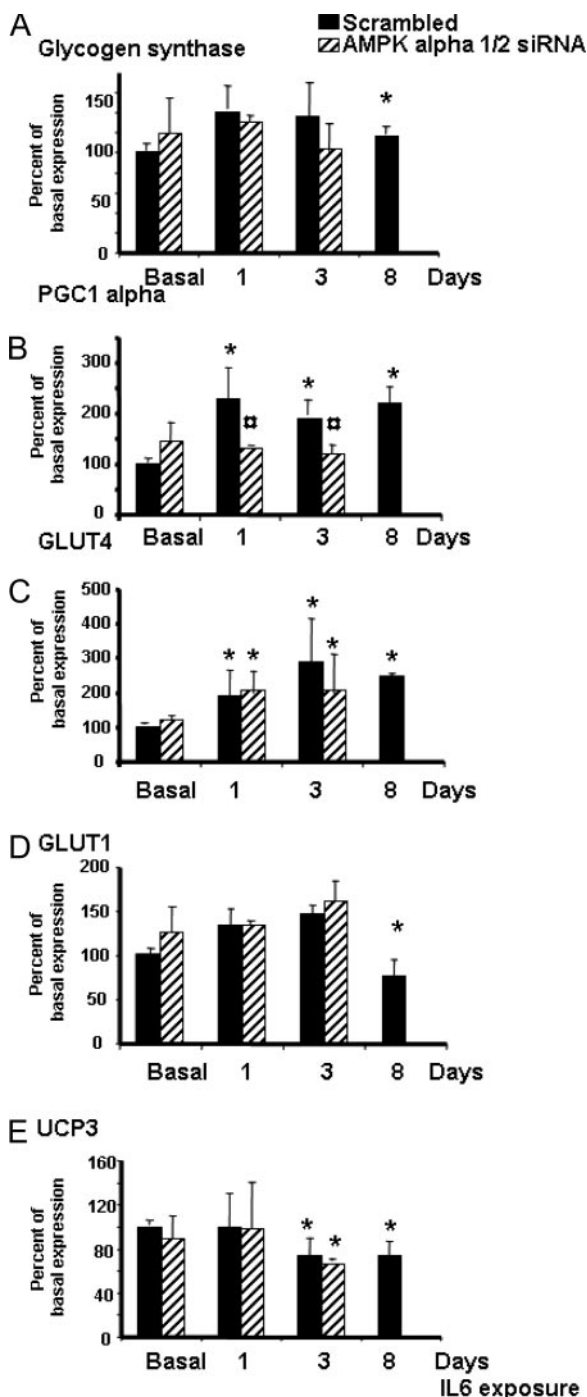 A
Scrambled
Glycogen synthase
AMPK alpha 1/2 siRNA
Percent of
basal expression
150
100
50
0
*
Basal 1 3 8 Days
PGC1 alpha
B
Percent of
basal expression
300
200
100
0
* ¤ * ¤ *
Basal 1 3 8 Days
GLUT4
C
Percent of
basal expression
500
300
200
100
0
* * * * *
Basal 1 3 8 Days
D GLUT1
Percent of
basal expression
200
150
100
50
0
*
Basal 1 3 8 Days
E UCP3
Percent of
basal expression
160
120
80
40
0
* * *
Basal 1 3 8 Days
IL6 exposure